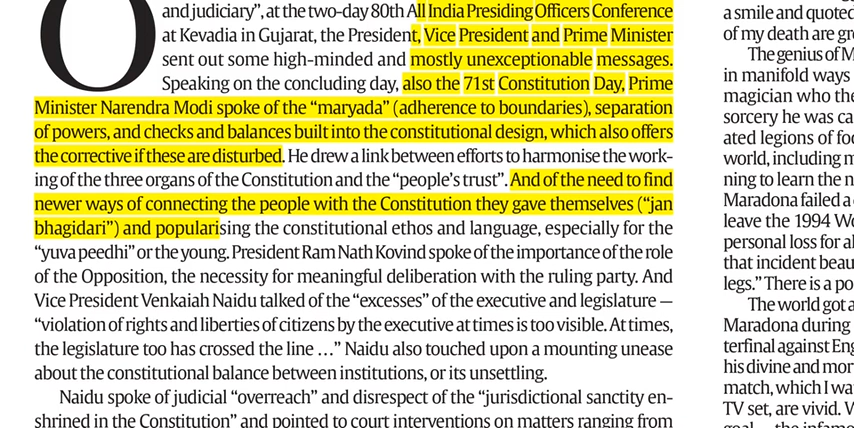 O
and judiciary”, at the two-day 80th All India Presiding Officers Conference
at Kevadia in Gujarat, the President, Vice President and Prime Minister
sent out some high-minded and mostly unexceptionable messages.
Speaking on the concluding day, also the 71st Constitution Day, Prime
Minister Narendra Modi spoke of the “maryada” (adherence to boundaries), separation
of powers, and checks and balances built into the constitutional design, which also offers
the corrective if these are disturbed. He drew a link between efforts to harmonise the work-
ing of the three organs of the Constitution and the “people’s trust”. And of the need to find
newer ways of connecting the people with the Constitution they gave themselves (“jan
bhagidari”) and popularising the constitutional ethos and language, especially for the
“yuva peedhi” or the young. President Ram Nath Kovind spoke of the importance of the role
of the Opposition, the necessity for meaningful deliberation with the ruling party. And
Vice President Venkaiah Naidu talked of the “excesses” of the executive and legislature —
“violation of rights and liberties of citizens by the executive at times is too visible. At times,
the legislature too has crossed the line …” Naidu also touched upon a mounting unease
about the constitutional balance between institutions, or its unsettling.
Naidu spoke of judicial “overreach” and disrespect of the “jurisdictional sanctity en-
shrined in the Constitution” and pointed to court interventions on matters ranging from
a smile and quoted
of my death are gre
The genius of M
in manifold ways
magician who the
sorcery he was ca
ated legions of foo
world, including m
ning to learn the n
Maradona failed a
leave the 1994 Wo
personal loss for al
that incident beau
legs.” There is a po
The world got a
Maradona during
terfinal against Eng
his divine and mor
match, which I wa
TV set, are vivid. W
goal — the infamo